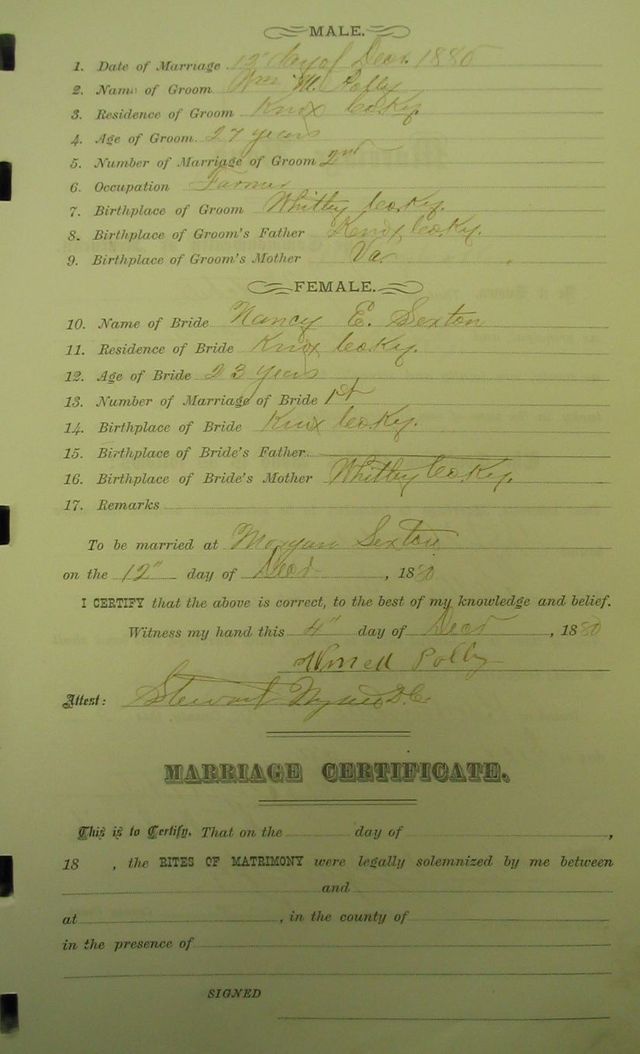 MALE.
1. Date of Marriage 12" day of Decr. 1880
2. Name of Groom Wm M. Polly
3. Residence of Groom Knox Co Ky.
4. Age of Groom 27 years
5. Number of Marriage of Groom 2nd
6. Occupation Farmer
7. Birthplace of Groom Whitley Co. Ky.
8. Birthplace of Groom's Father Knox Co Ky.
9. Birthplace of Groom's Mother Va.
FEMALE.
10. Name of Bride Nancy E. Sexton
11. Residence of Bride Knox Co Ky.
12. Age of Bride 23 years
13. Number of Marriage of Bride 1st
14. Birthplace of Bride Knox Co Ky.
15. Birthplace of Bride's Father
16. Birthplace of Bride's Mother Whitley Co Ky.
17. Remarks
To be married at Morgan Sexton
on the 12" day of Decr , 1880
I CERTIFY that the above is correct, to the best of my knowledge and belief.
Witness my hand this 4" day of Decr , 1880
Polly
Attest: Stewart D.C.
MARRIAGE CERTIFICATE.
This is to Certify, That on the day of ,
18 , the RITES OF MATRIMONY were legally solemnized by me between
and
at , in the county of
in the presence of
SIGNED